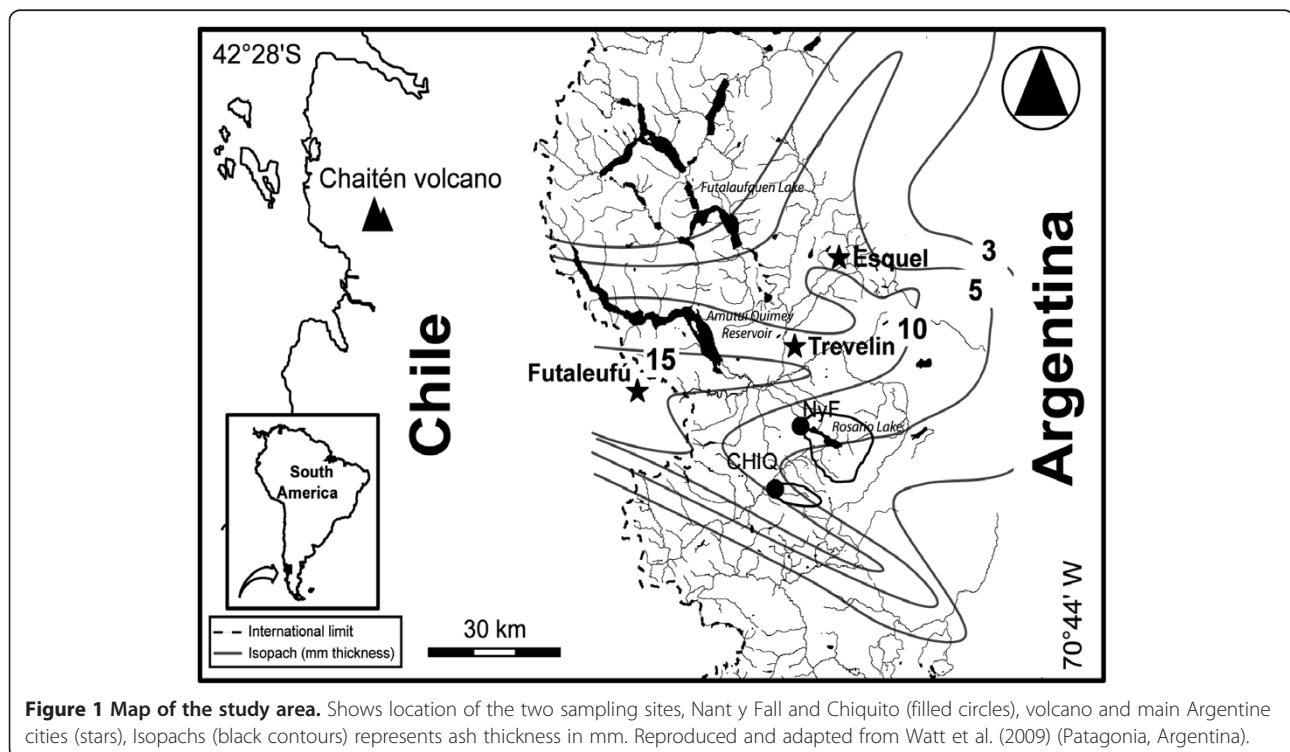 42°28'S
Chaitén volcano
Futalaufquen Lake
Esquel
3
5
Amutui Quimey
Reservoir
10
Trevelin
15
Futaleufú
NyF
Rosario Lake
CHIQ
Chile
Argentina
South
America
International limit
Isopach (mm thickness)
30 km
70°44' W
Figure 1 Map of the study area. Shows location of the two sampling sites, Nant y Fall and Chiquito (filled circles), volcano and main Argentine
cities (stars), Isopachs (black contours) represents ash thickness in mm. Reproduced and adapted from Watt et al. (2009) (Patagonia, Argentina).